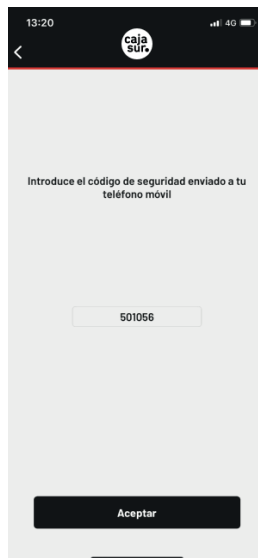 13:20
4G
caja
sur.
Introduce el código de seguridad enviado a tu
teléfono móvil
501056
Aceptar